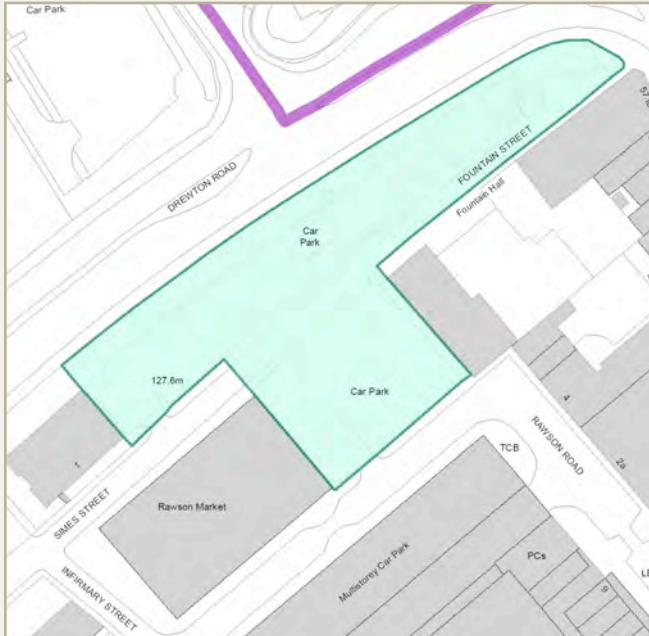 Car Park
DREWTON ROAD
FOUNTAIN STREET
Fountain Hall
Car
Park
127.6m
Car Park
1
4
RAWSON ROAD
2a
TCB
Rawson Market
SIMES STREET
INFIRMARY STREET
Multistorey Car Park
PCs
9